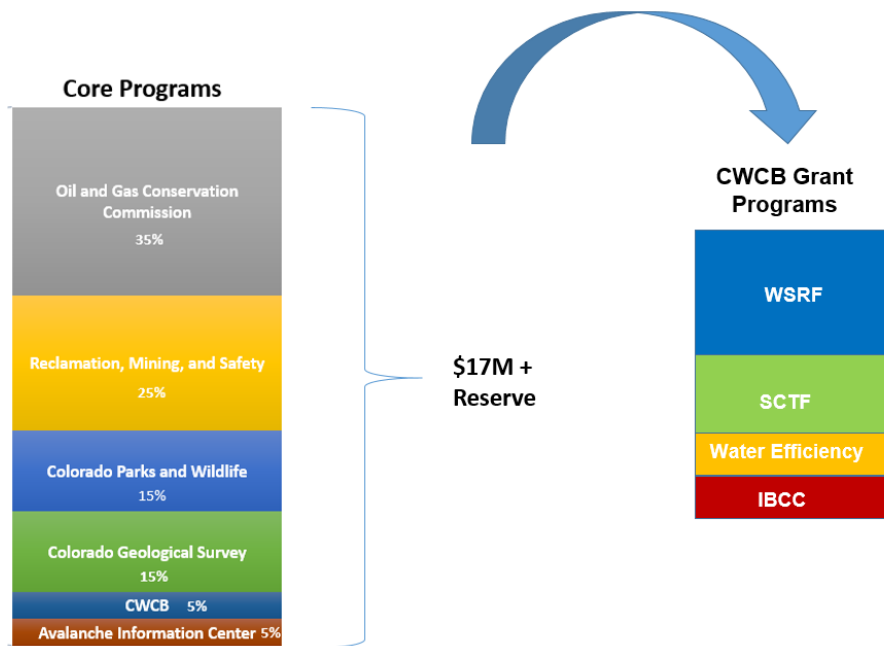 Core Programs
Oil and Gas Conservation
Commission
35%
Reclamation, Mining, and Safety
25%
Colorado Parks and Wildlife
15%
Colorado Geological Survey
15%
CWCB 5%
Avalanche Information Center 5%
$17M +
Reserve
CWCB Grant
Programs
WSRF
SCTF
Water Efficiency
IBCC